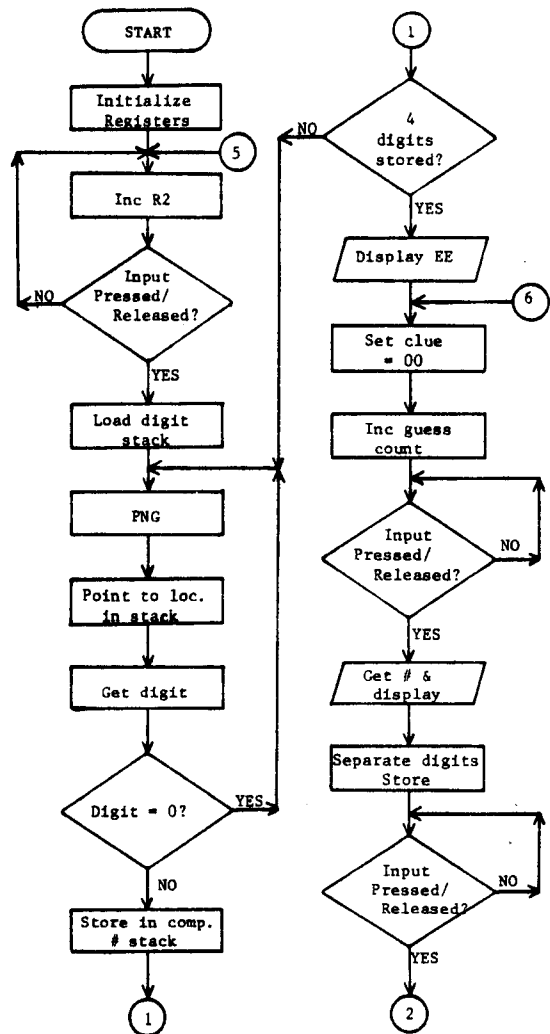 START
Initialize
Registers
5
Inc R2
Input
Pressed/
Released?
NO
YES
Load digit
stack
PNG
Point to loc.
in stack
Get digit
Digit = 0?
YES
NO
Store in comp.
# stack
1
1
4
digits
stored?
NO
YES
Display EE
6
Set clue
= 00
Inc guess
count
Input
Pressed/
Released?
NO
YES
Get # &
display
Separate digits
Store
Input
Pressed/
Released?
NO
YES
2